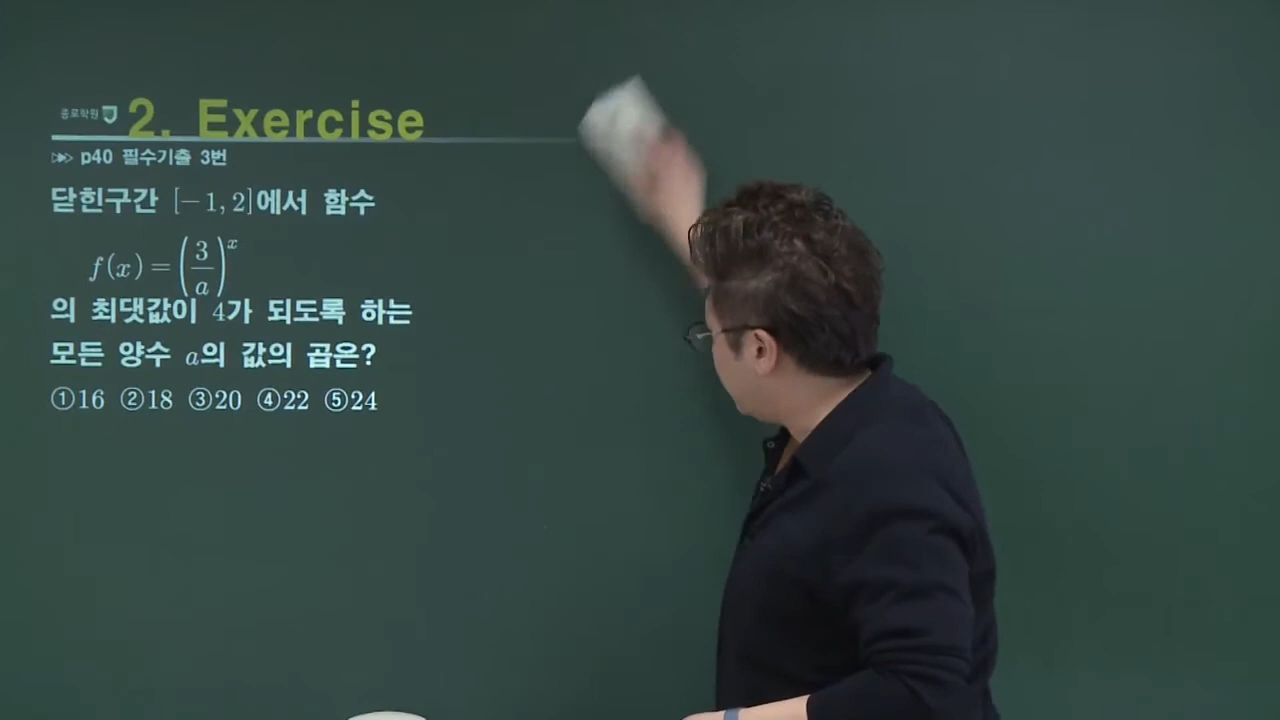 종로학원
2. Exercise
p40 필수기출 3번
닫힌구간 [−1, 2]에서 함수
f(x) = (3/a)^x
의 최댓값이 4가 되도록 하는
모든 양수 a의 값의 곱은?
①16 ②18 ③20 ④22 ⑤24